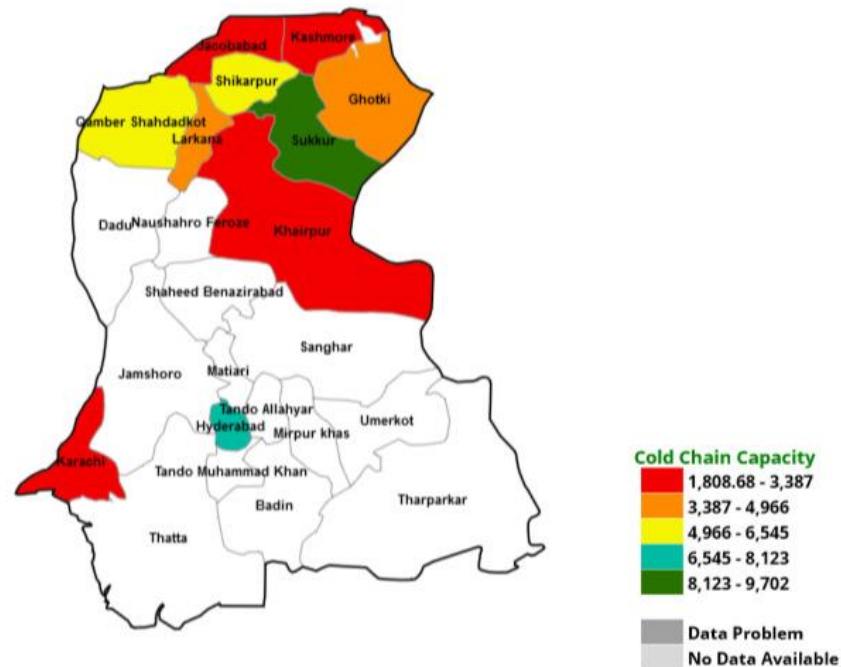 Jacobabad
Kashmore
Shikarpur
Ghotki
Qamber Shahdadkot
Larkana
Sukkur
Dadu
Naushahro Feroze
Khairpur
Shaheed Benazirabad
Sanghar
Matiari
Jamshoro
Tando Allahyar
Hyderabad
Mirpur khas
Umerkot
Karachi
Tando Muhammad Khan
Badin
Tharparkar
Thatta
Cold Chain Capacity
1,808.68 - 3,387
3,387 - 4,966
4,966 - 6,545
6,545 - 8,123
8,123 - 9,702
Data Problem
No Data Available